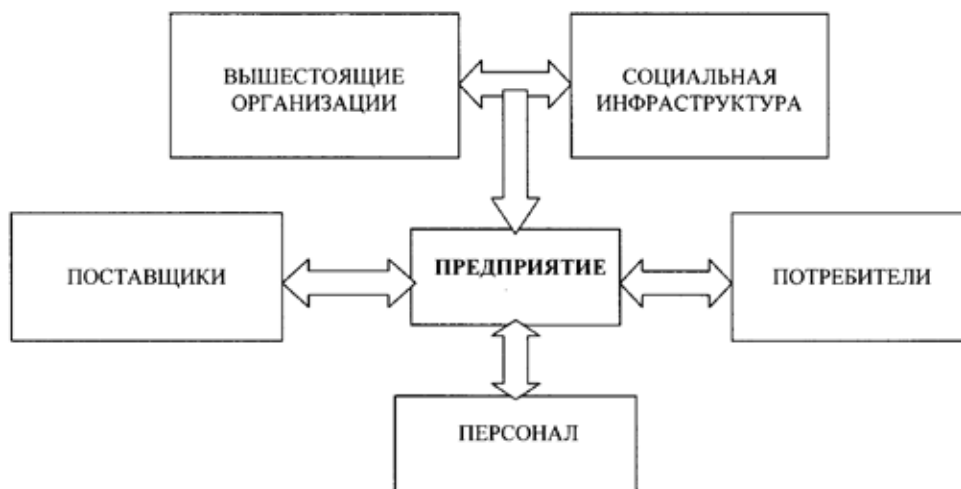 ВЫШЕСТОЯЩИЕ
ОРГАНИЗАЦИИ
СОЦИАЛЬНАЯ
ИНФРАСТРУКТУРА
ПОСТАВЩИКИ
ПРЕДПРИЯТИЕ
ПОТРЕБИТЕЛИ
ПЕРСОНАЛ